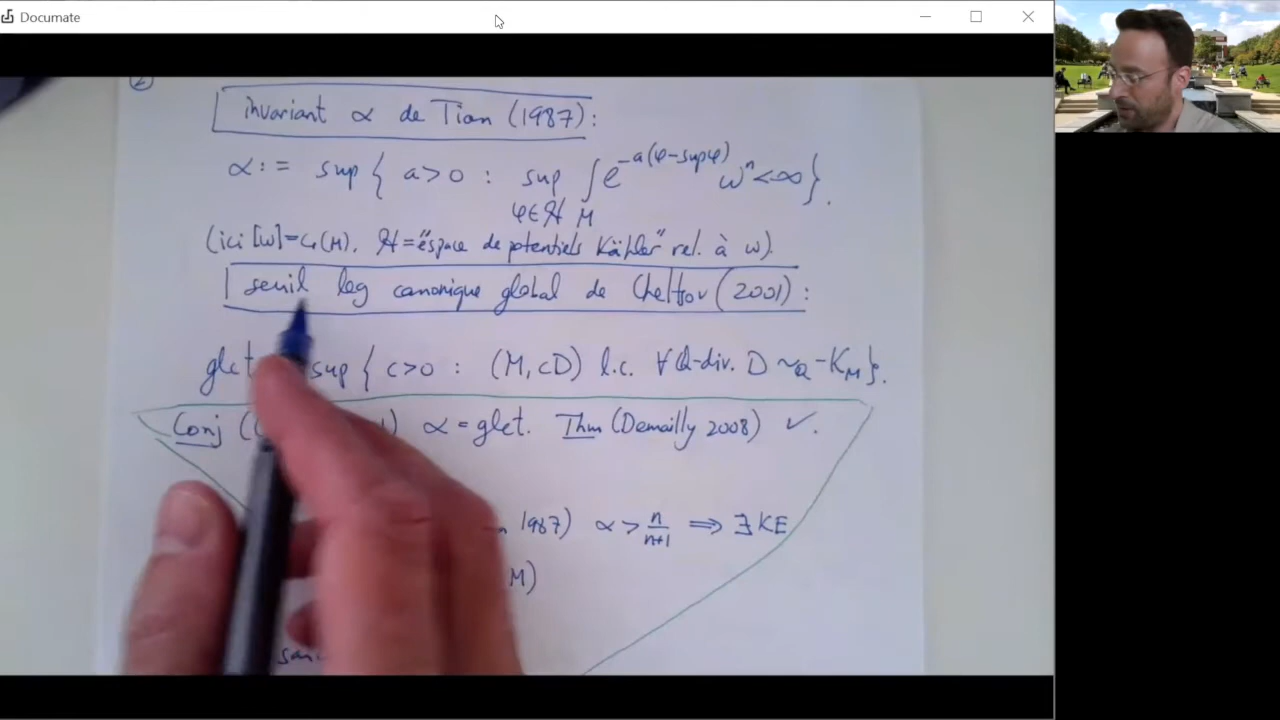 Documate
2
invariant α de Tian (1987):
α := sup { a>0 : sup ∫ e^{-a(φ-supφ)} ω^n < ∞ }.
φ∈ℋ M
(ici [ω]=c₁(M), ℋ="espace de potentiels Kähler" rel. à ω).
seuil log canonique global de Cheltsov (2001) :
glct sup { c>0 : (M, cD) l.c. ∀ ℚ-div. D ~ℚ -K_M }.
Conj ( ) α = glct. Thm (Demailly 2008) ✓.
1987) α > n/n+1 ⟹ ∃ KE
M)